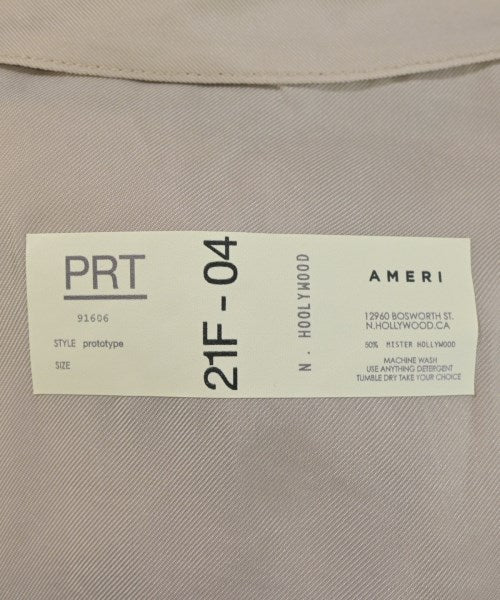 PRT
91606
STYLE prototype
SIZE
21F - 04
N. HOOLYWOOD
AMERI
12960 BOSWORTH ST.
N.HOLLYWOOD.CA
50% MISTER HOLLYWOOD
MACHINE WASH
USE ANYTHING DETERGENT
TUMBLE DRY TAKE YOUR CHOICE